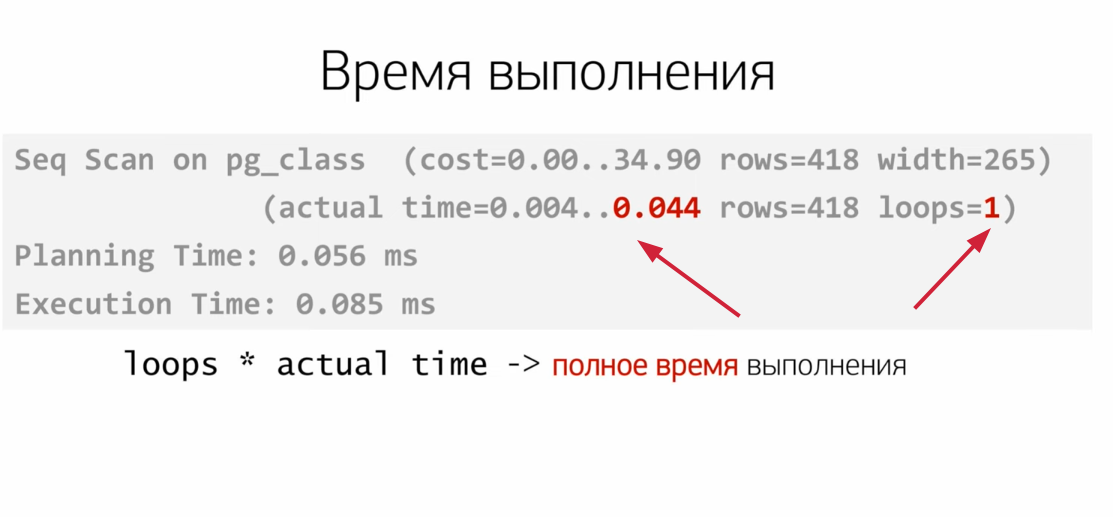 Время выполнения
Seq Scan on pg_class (cost=0.00..34.90 rows=418 width=265)
(actual time=0.004..0.044 rows=418 loops=1)
Planning Time: 0.056 ms
Execution Time: 0.085 ms
loops * actual time -> полное время выполнения